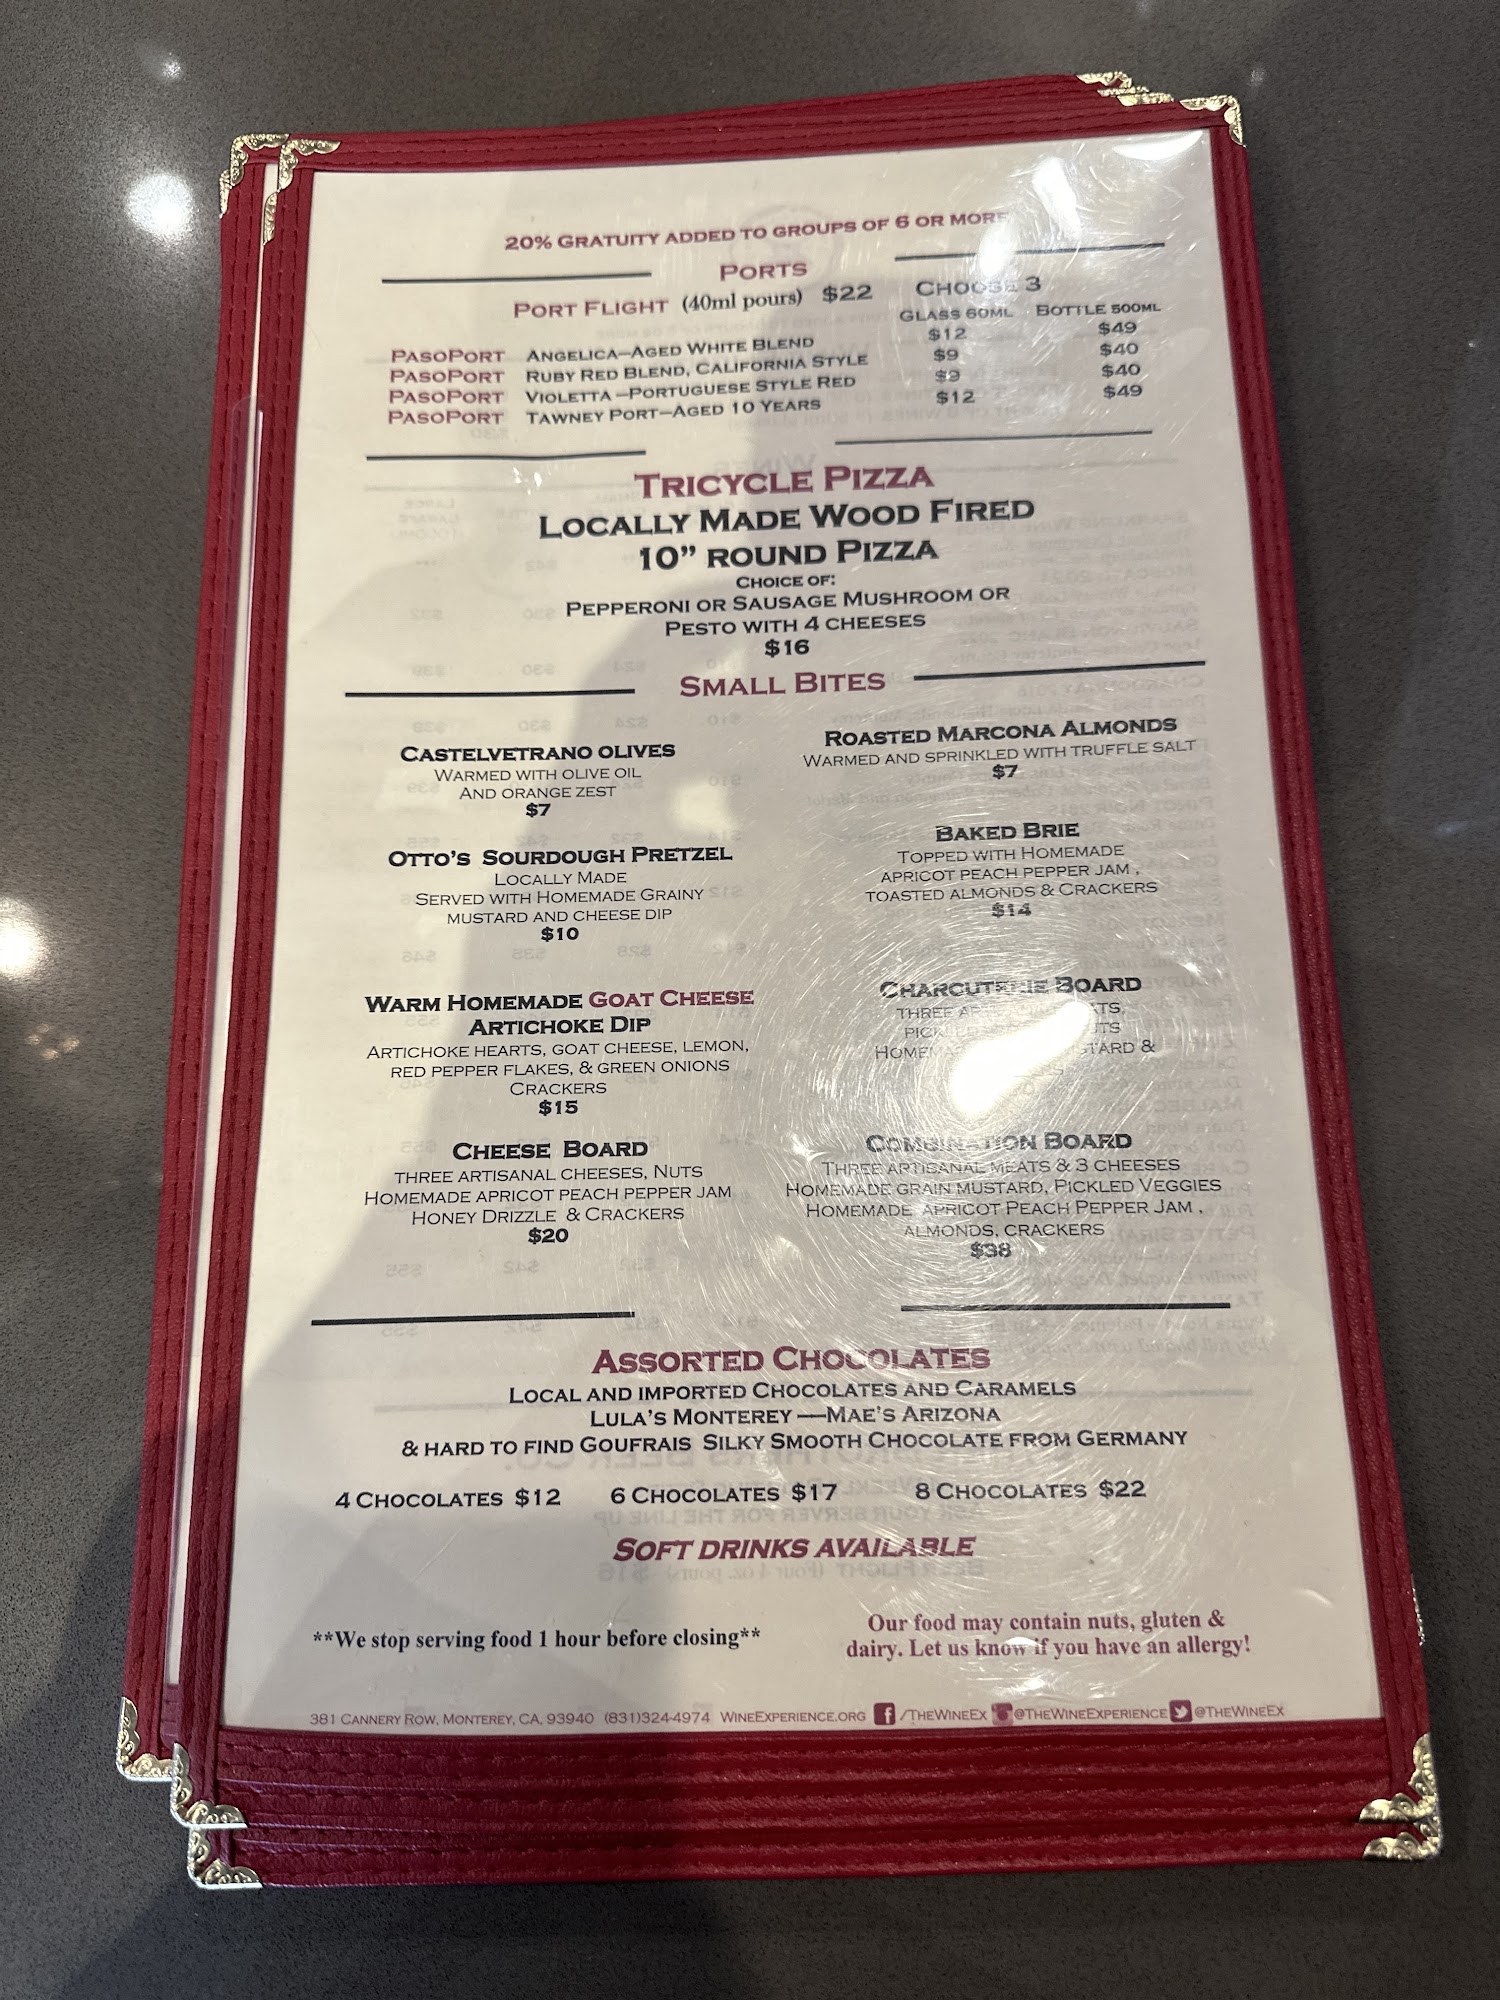 20% GRATUITY ADDED TO GROUPS OF 6 OR MORE
PORTS
PORT FLIGHT (40ml pours) $22 CHOOSE 3
GLASS 60ML BOTTLE 500ML
PASOPORT ANGELICA—AGED WHITE BLEND $12 $49
PASOPORT RUBY RED BLEND, CALIFORNIA STYLE $9 $40
PASOPORT VIOLETTA —PORTUGUESE STYLE RED $9 $40
PASOPORT TAWNEY PORT—AGED 10 YEARS $12 $49
TRICYCLE PIZZA
LOCALLY MADE WOOD FIRED
10” ROUND PIZZA
CHOICE OF:
PEPPERONI OR SAUSAGE MUSHROOM OR
PESTO WITH 4 CHEESES
$16
SMALL BITES
CASTELVETRANO OLIVES
WARMED WITH OLIVE OIL
AND ORANGE ZEST
$7
ROASTED MARCONA ALMONDS
WARMED AND SPRINKLED WITH TRUFFLE SALT
$7
OTTO’S SOURDOUGH PRETZEL
LOCALLY MADE
SERVED WITH HOMEMADE GRAINY
MUSTARD AND CHEESE DIP
$10
BAKED BRIE
TOPPED WITH HOMEMADE
APRICOT PEACH PEPPER JAM ,
TOASTED ALMONDS & CRACKERS
$14
WARM HOMEMADE GOAT CHEESE
ARTICHOKE DIP
ARTICHOKE HEARTS, GOAT CHEESE, LEMON,
RED PEPPER FLAKES, & GREEN ONIONS
CRACKERS
$15
CHARCUTERIE BOARD
THREE
&
CHEESE BOARD
THREE ARTISANAL CHEESES, NUTS
HOMEMADE APRICOT PEACH PEPPER JAM
HONEY DRIZZLE & CRACKERS
$20
COMBINATION BOARD
THREE ARTISANAL MEATS & 3 CHEESES
HOMEMADE GRAIN MUSTARD, PICKLED VEGGIES
HOMEMADE APRICOT PEACH PEPPER JAM ,
ALMONDS, CRACKERS
$38
ASSORTED CHOCOLATES
LOCAL AND IMPORTED CHOCOLATES AND CARAMELS
LULA’S MONTEREY —MAE’S ARIZONA
& HARD TO FIND GOUFRAIS SILKY SMOOTH CHOCOLATE FROM GERMANY
4 CHOCOLATES $12 6 CHOCOLATES $17 8 CHOCOLATES $22
SOFT DRINKS AVAILABLE
**We stop serving food 1 hour before closing**
Our food may contain nuts, gluten &
dairy. Let us know if you have an allergy!
381 CANNERY ROW, MONTEREY, CA, 93940 (831)324-4974 WINEEXPERIENCE.ORG /THEWINEEX @THEWINEEXPERIENCE @THEWINEEX